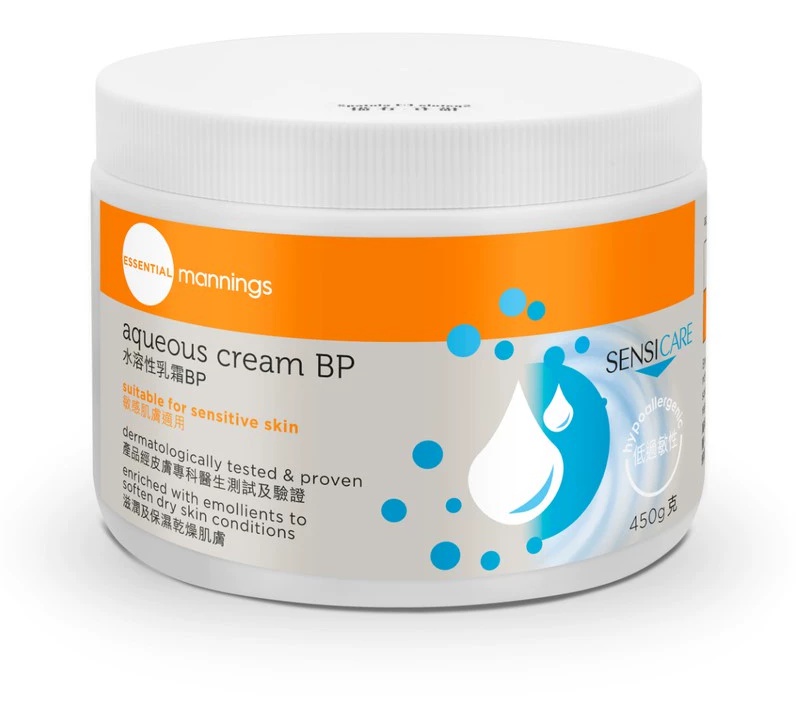 ESSENTIAL
mannings
aqueous cream BP
水溶性乳霜BP
suitable for sensitive skin
敏感肌膚適用
dermatologically tested & proven
產品經皮膚專科醫生測試及驗證
enriched with emollients to
soften dry skin conditions
滋潤及保濕乾燥肌膚
SENSICARE
hypoallergenic
低過敏性
450g克